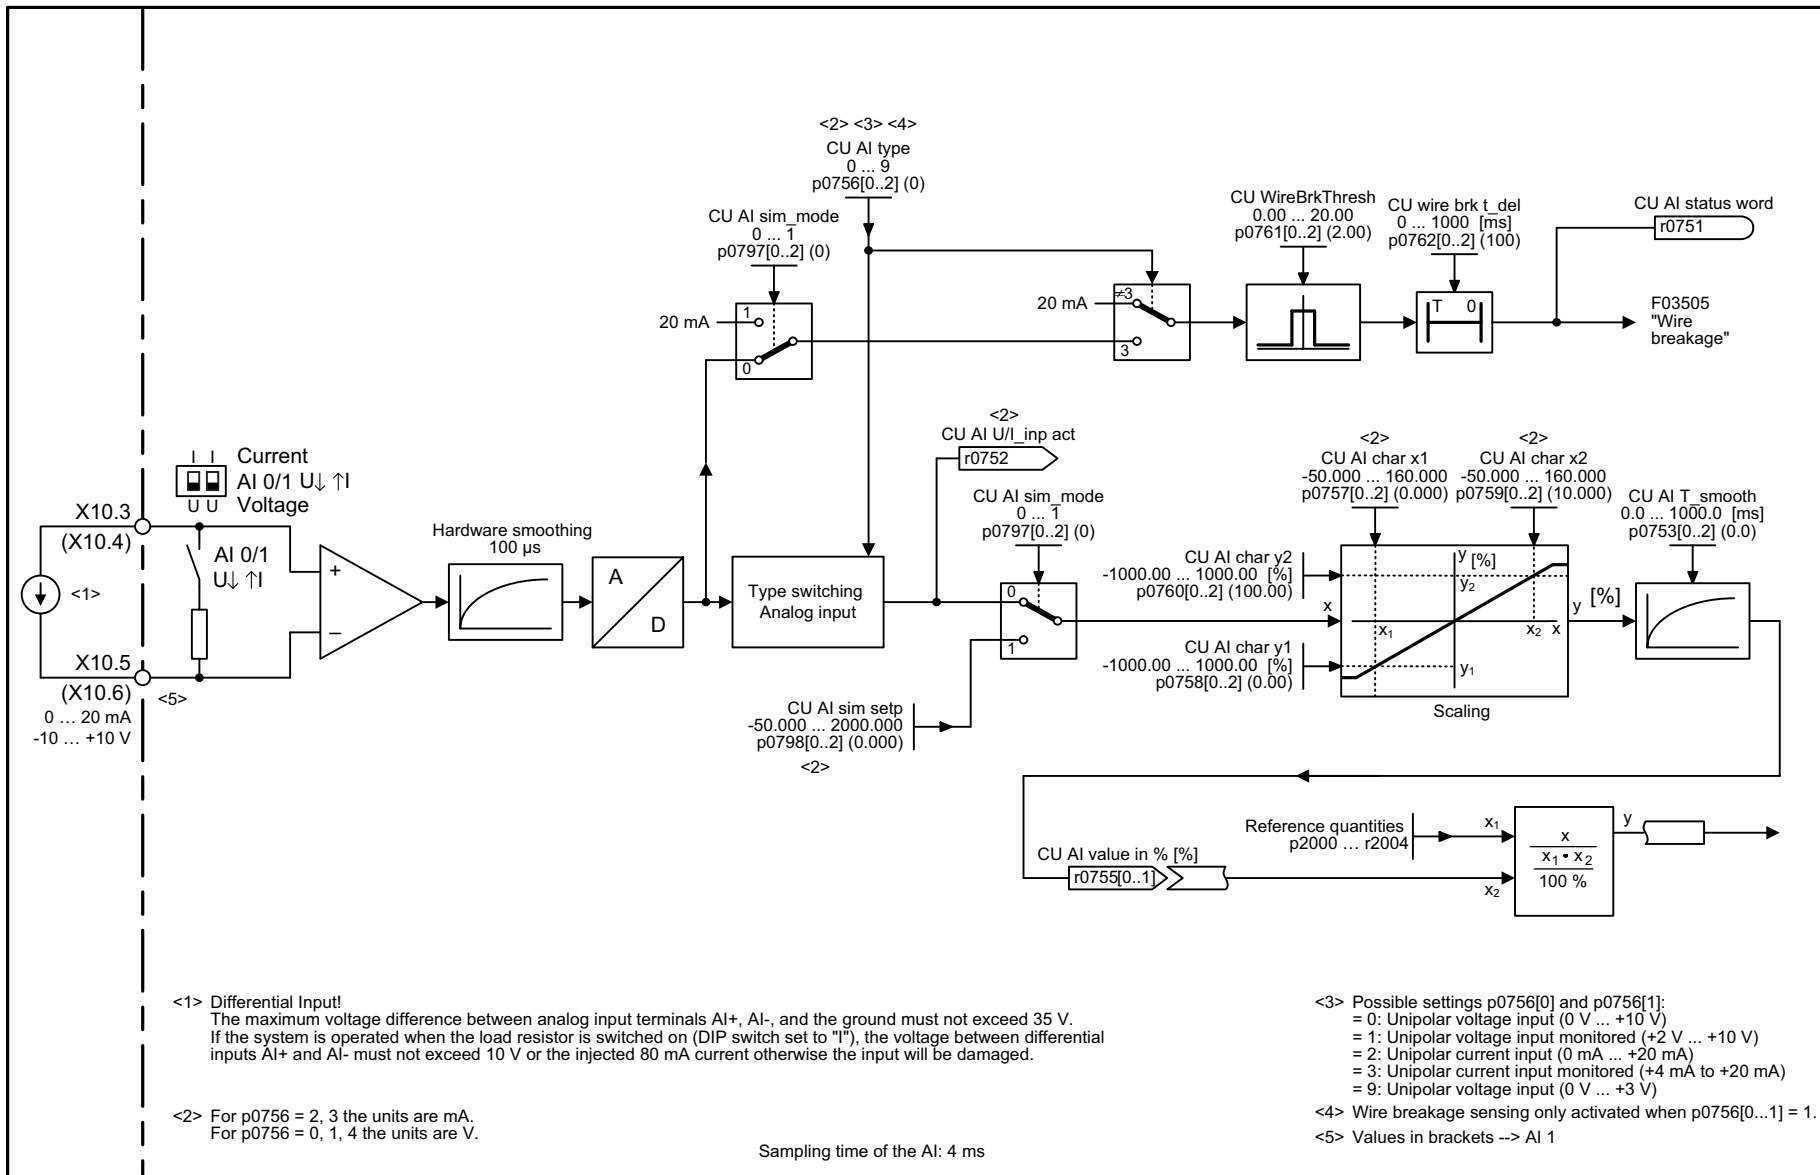 <2> <3> <4>
CU AI type
0 ... 9
p0756[0..2] (0)
CU AI sim_mode
0 ... 1
p0797[0..2] (0)
20 mA
1
0
20 mA
≠3
3
CU WireBrkThresh
0.00 ... 20.00
p0761[0..2] (2.00)
CU wire brk t_del
0 ... 1000 [ms]
p0762[0..2] (100)
T 0
CU AI status word
r0751
F03505
"Wire
breakage"
I I
Current
AI 0/1 U↓ ↑I
Voltage
U U
X10.3
(X10.4)
<1>
AI 0/1
U↓ ↑I
X10.5
(X10.6)
<5>
0 ... 20 mA
-10 ... +10 V
+
–
Hardware smoothing
100 µs
A
D
Type switching
Analog input
<2>
CU AI U/I_inp act
r0752
CU AI sim_mode
0 ... 1
p0797[0..2] (0)
0
1
CU AI sim setp
-50.000 ... 2000.000
p0798[0..2] (0.000)
<2>
<2>
CU AI char x1
-50.000 ... 160.000
p0757[0..2] (0.000)
<2>
CU AI char x2
-50.000 ... 160.000
p0759[0..2] (10.000)
CU AI char y2
-1000.00 ... 1000.00 [%]
p0760[0..2] (100.00)
x
CU AI char y1
-1000.00 ... 1000.00 [%]
p0758[0..2] (0.00)
y [%]
y2
x1
x2 x
y1
Scaling
y [%]
CU AI T_smooth
0.0 ... 1000.0 [ms]
p0753[0..2] (0.0)
Reference quantities
p2000 ... r2004
CU AI value in % [%]
r0755[0..1]
x1
x2
x
x1 • x2
100 %
y
<1> Differential Input!
The maximum voltage difference between analog input terminals AI+, AI-, and the ground must not exceed 35 V.
If the system is operated when the load resistor is switched on (DIP switch set to "I"), the voltage between differential
inputs AI+ and AI- must not exceed 10 V or the injected 80 mA current otherwise the input will be damaged.
<2> For p0756 = 2, 3 the units are mA.
For p0756 = 0, 1, 4 the units are V.
Sampling time of the AI: 4 ms
<3> Possible settings p0756[0] and p0756[1]:
= 0: Unipolar voltage input (0 V ... +10 V)
= 1: Unipolar voltage input monitored (+2 V ... +10 V)
= 2: Unipolar current input (0 mA ... +20 mA)
= 3: Unipolar current input monitored (+4 mA to +20 mA)
= 9: Unipolar voltage input (0 V ... +3 V)
<4> Wire breakage sensing only activated when p0756[0...1] = 1.
<5> Values in brackets --> AI 1